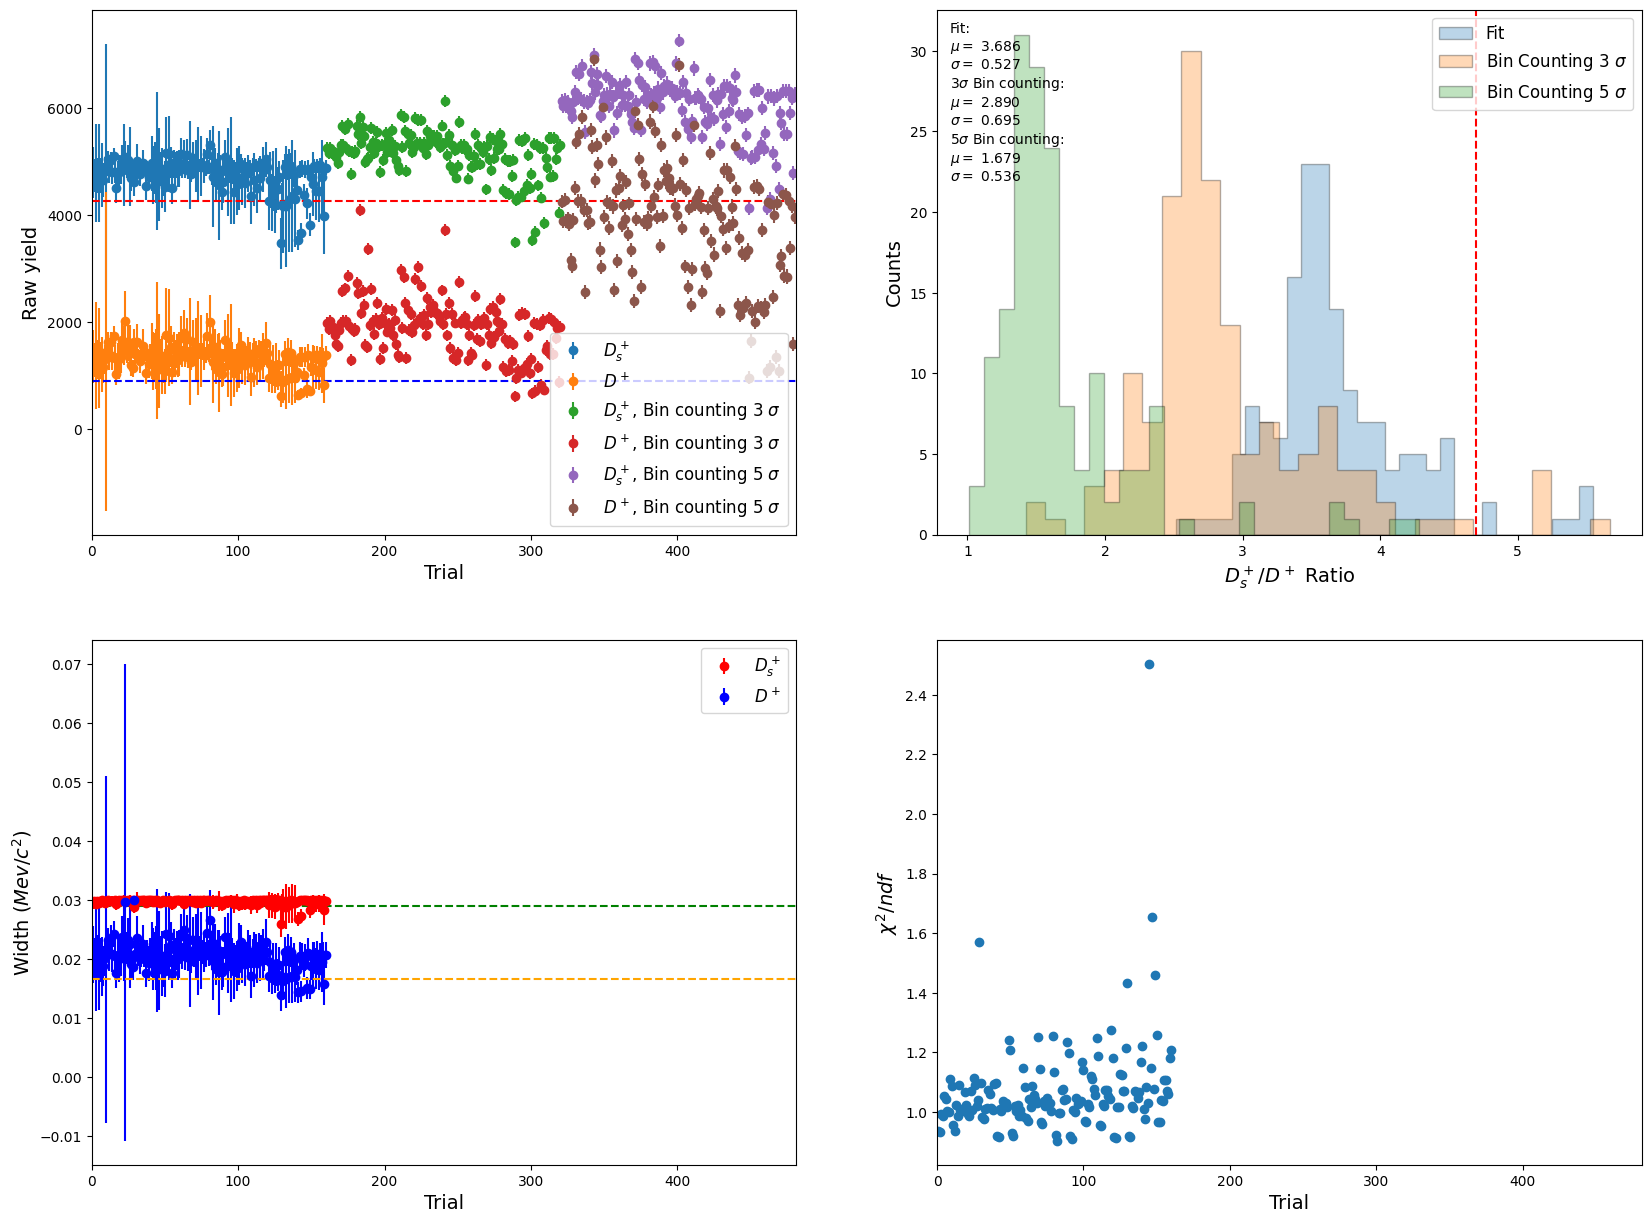 Raw yield
6000
4000
2000
0
0
100
200
300
400
Trial
D_s^+
D^+
D_s^+, Bin counting 3 σ
D^+, Bin counting 3 σ
D_s^+, Bin counting 5 σ
D^+, Bin counting 5 σ
Counts
30
25
20
15
10
5
0
1
2
3
4
5
D_s^+/D^+ Ratio
Fit:
μ = 3.686
σ = 0.527
3σ Bin counting:
μ = 2.890
σ = 0.695
5σ Bin counting:
μ = 1.679
σ = 0.536
Fit
Bin Counting 3 σ
Bin Counting 5 σ
Width (Mev/c^2)
0.07
0.06
0.05
0.04
0.03
0.02
0.01
0.00
−0.01
0
100
200
300
400
Trial
D_s^+
D^+
χ^2/ndf
2.4
2.2
2.0
1.8
1.6
1.4
1.2
1.0
0
100
200
300
400
Trial